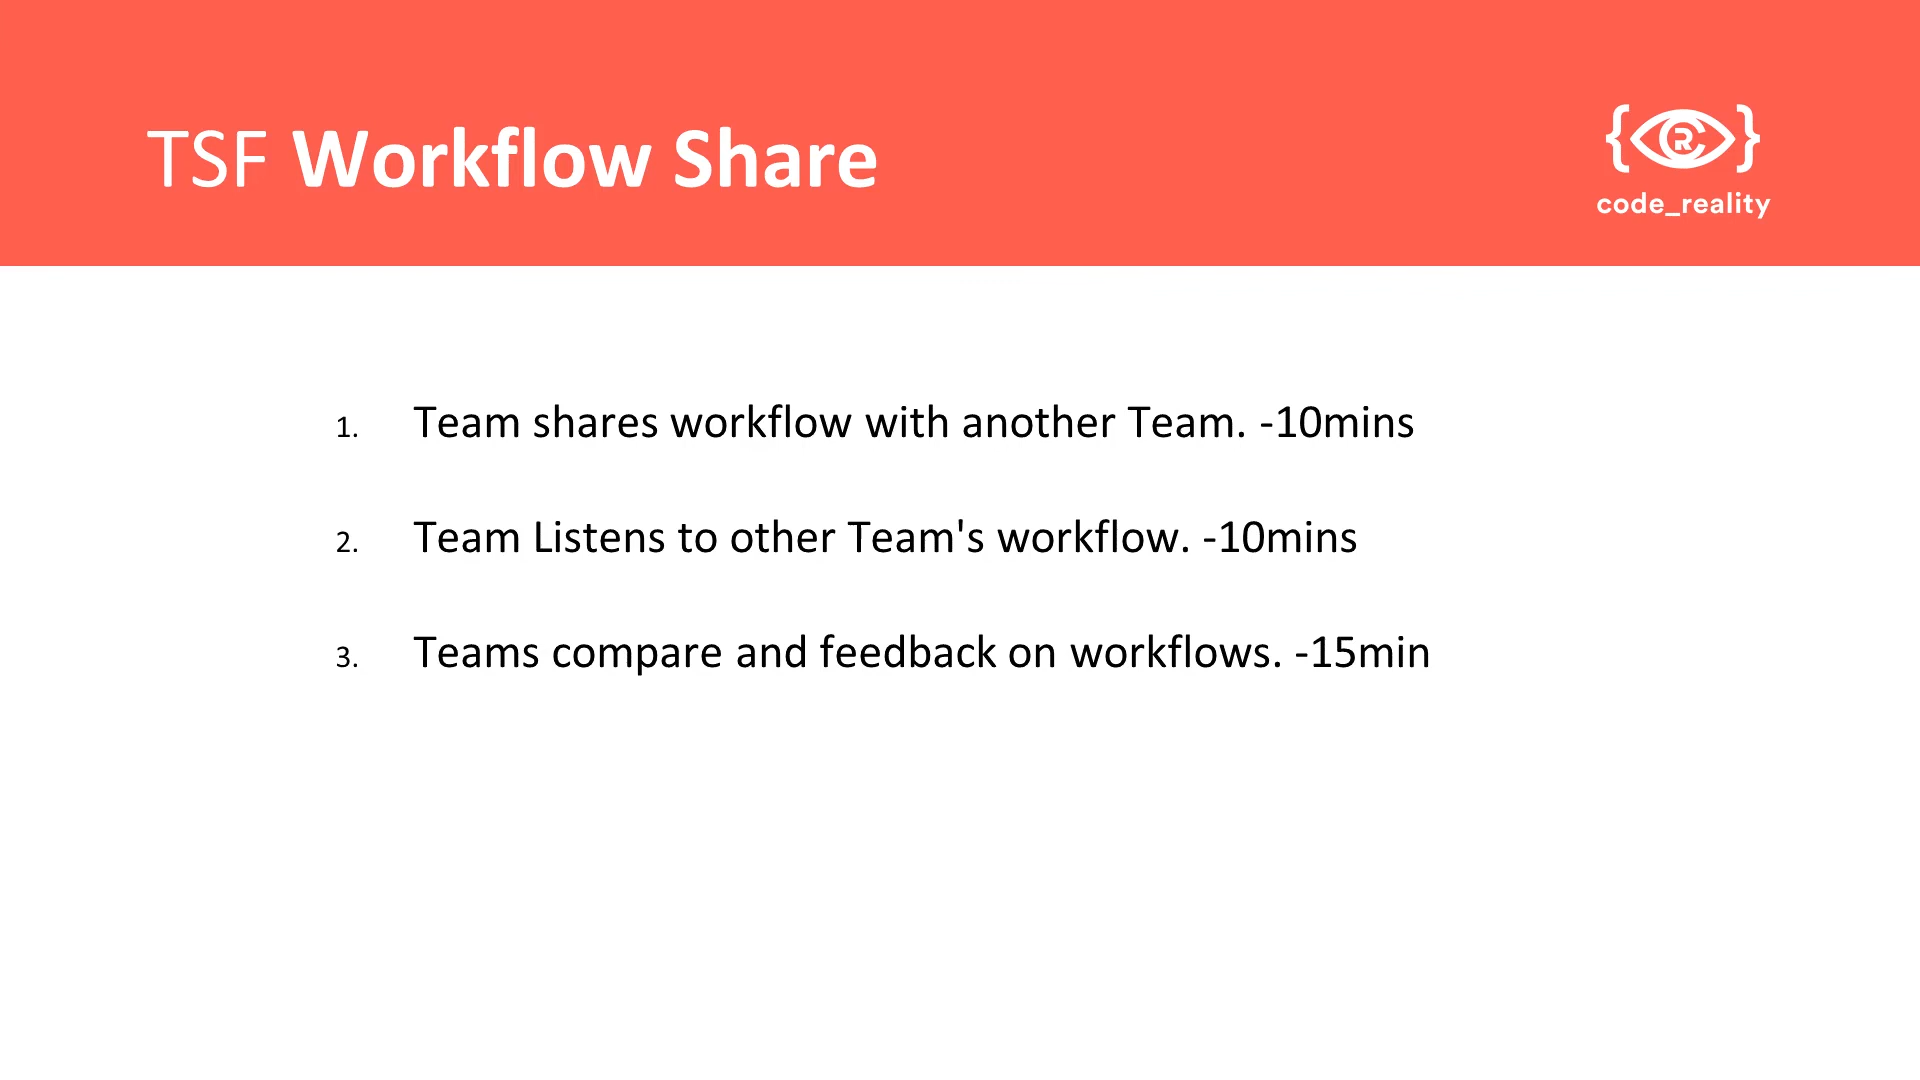 TSF Workflow Share
{R}
code_reality
1. Team shares workflow with another Team. -10mins
2. Team Listens to other Team's workflow. -10mins
3. Teams compare and feedback on workflows. -15min